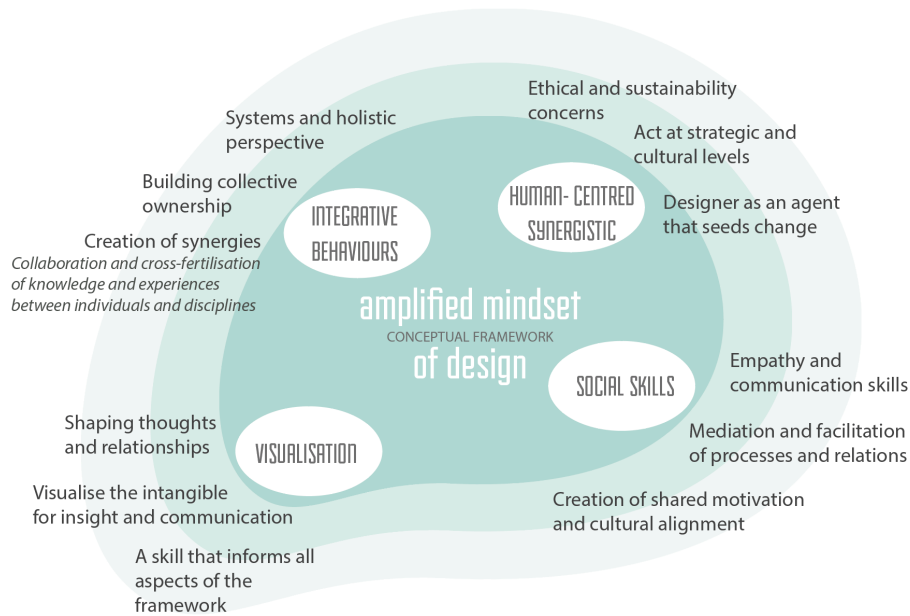 Systems and holistic
perspective
Building collective
ownership
Creation of synergies
Collaboration and cross-fertilisation
of knowledge and experiences
between individuals and disciplines
INTEGRATIVE
BEHAVIOURS
Ethical and sustainability
concerns
Act at strategic and
cultural levels
Designer as an agent
that seeds change
HUMAN- CENTRED
SYNERGISTIC
amplified mindset
CONCEPTUAL FRAMEWORK
of design
SOCIAL SKILLS
Empathy and
communication skills
Mediation and facilitation
of processes and relations
Creation of shared motivation
and cultural alignment
VISUALISATION
Shaping thoughts
and relationships
Visualise the intangible
for insight and communication
A skill that informs all
aspects of the
framework